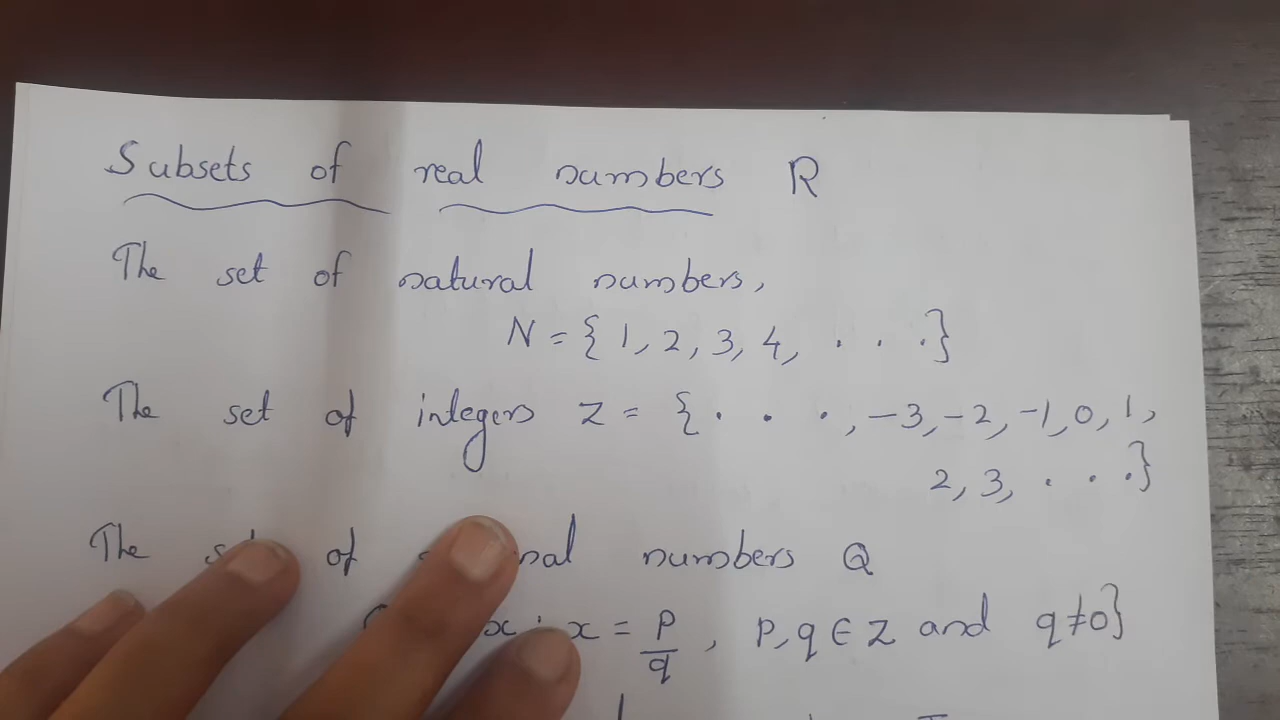 Subsets of real numbers R
The set of natural numbers,
N = { 1, 2, 3, 4, . . .}
The set of integers Z = { . . . , -3, -2, -1, 0, 1,
2, 3, . . .}
The of numbers Q
x : x = p/q , p, q ∈ Z and q≠0}